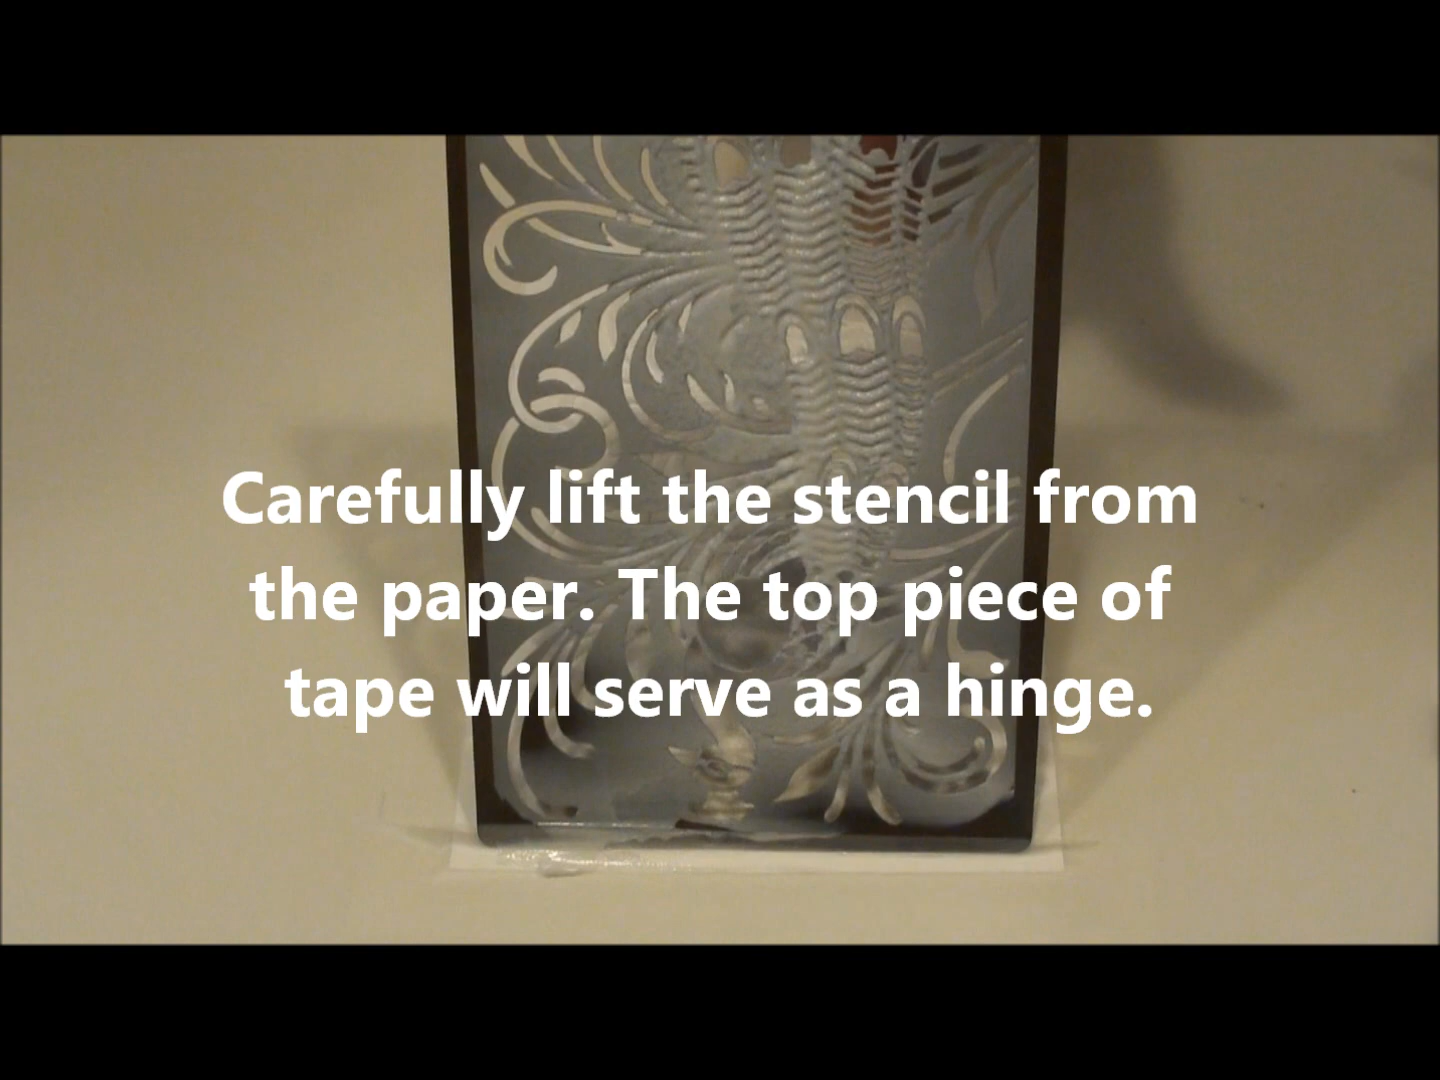 Carefully lift the stencil from
the paper. The top piece of
tape will serve as a hinge.